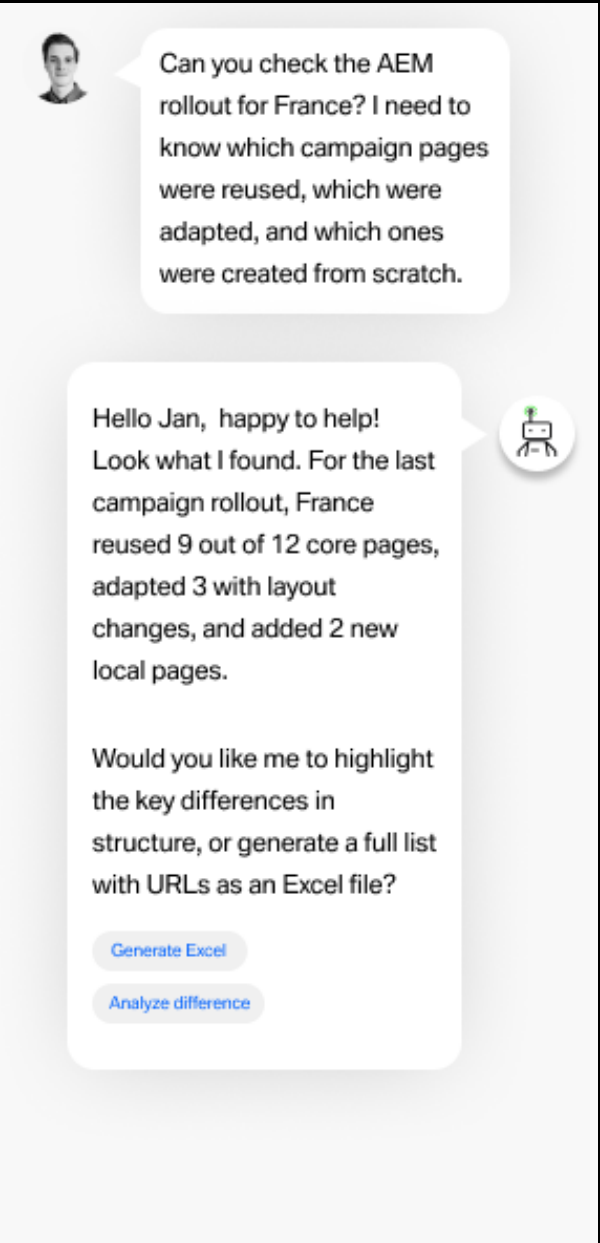 Can you check the AEM
rollout for France? I need to
know which campaign pages
were reused, which were
adapted, and which ones
were created from scratch.
Hello Jan,  happy to help!
Look what I found. For the last
campaign rollout, France
reused 9 out of 12 core pages,
adapted 3 with layout
changes, and added 2 new
local pages.
Would you like me to highlight
the key differences in
structure, or generate a full list
with URLs as an Excel file?
Generate Excel
Analyze difference